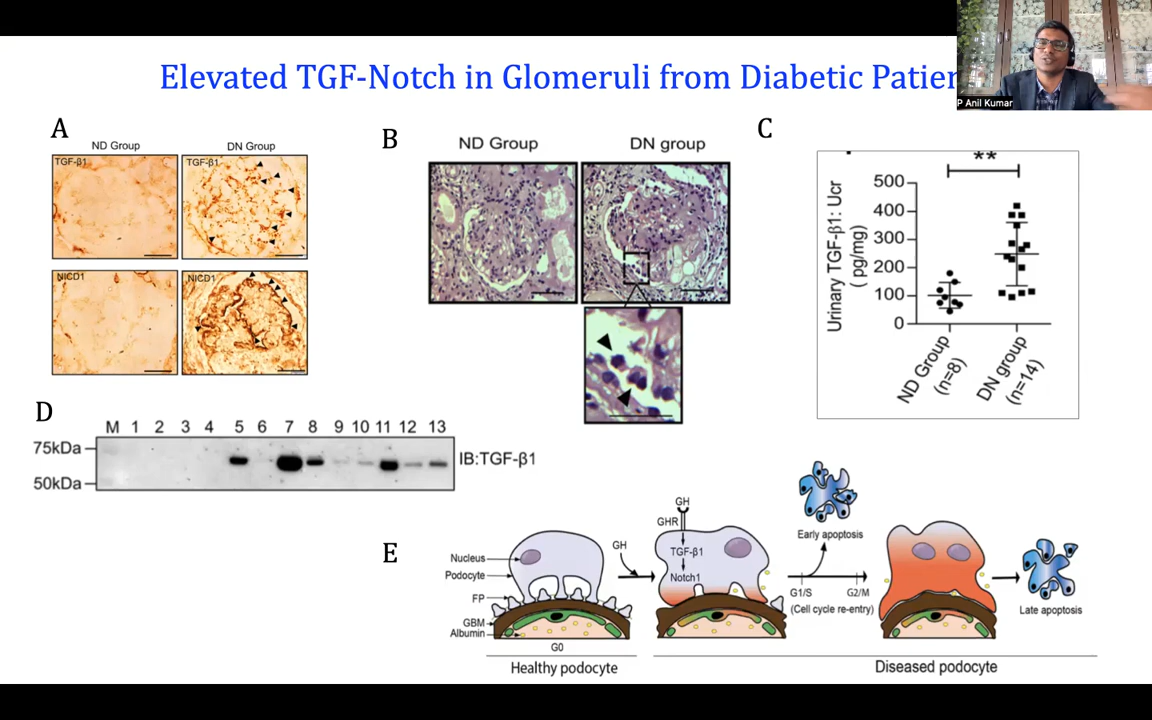 Elevated TGF-Notch in Glomeruli from Diabetic
P Anil Kumar
A
ND Group
DN Group
TGF-β1
TGF-β1
NICD1
NICD1
B
ND Group
DN group
C
**
Urinary TGF-β1: Ucr
( pg/mg)
500
400
300
200
100
0
ND Group
(n=8)
DN group
(n=14)
D
M 1 2 3 4 5 6 7 8 9 10 11 12 13
75kDa
50kDa
IB:TGF-β1
E
Nucleus
Podocyte
FP
GBM
Albumin
G0
Healthy podocyte
GH
GH
GHR
TGF-β1
Notch1
Early apoptosis
G1/S
G2/M
(Cell cycle re-entry)
Late apoptosis
Diseased podocyte